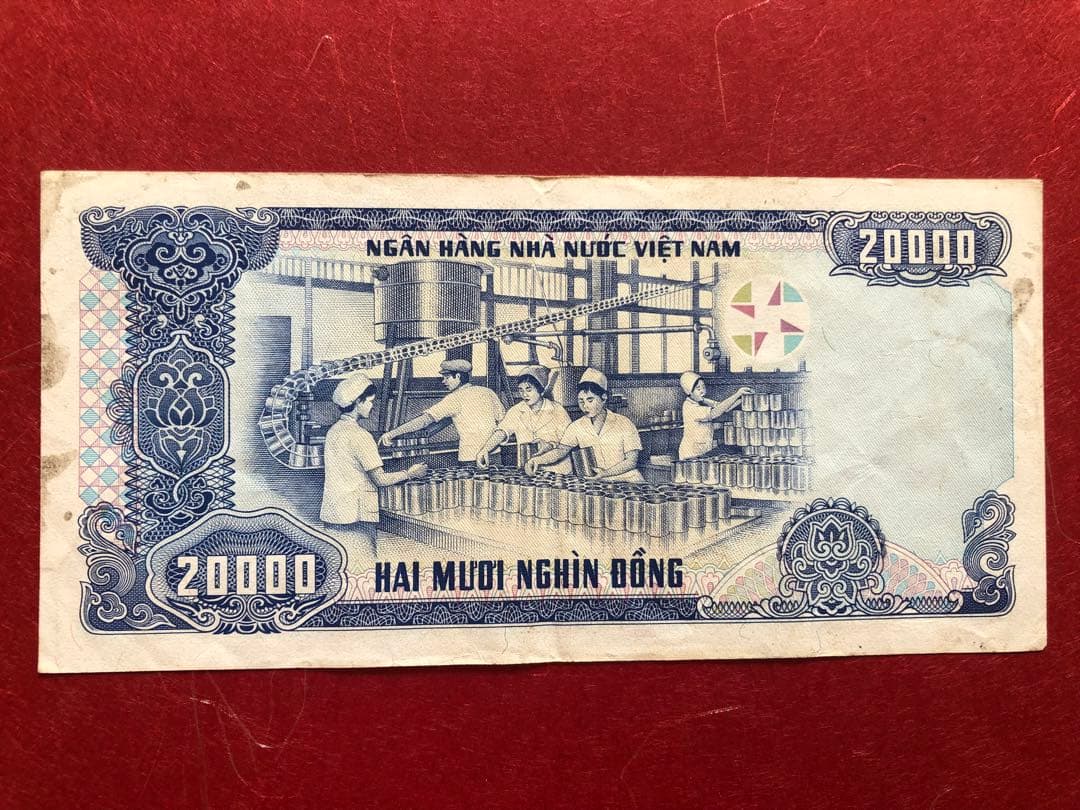 NGÂN HÀNG NHÀ NƯỚC VIỆT NAM
20000
20000
HAI MƯƠI NGHÌN ĐỒNG